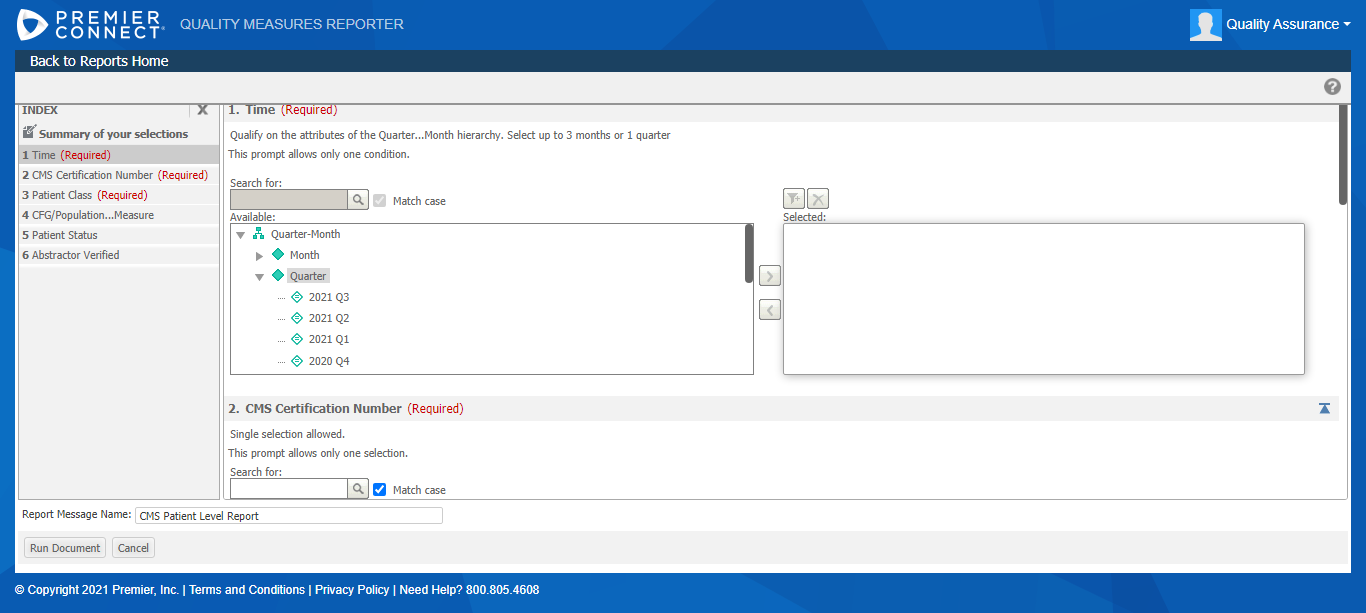 PREMIER CONNECT® QUALITY MEASURES REPORTER
Quality Assurance
Back to Reports Home
INDEX
X
Summary of your selections
1 Time (Required)
2 CMS Certification Number (Required)
3 Patient Class (Required)
4 CFG/Population...Measure
5 Patient Status
6 Abstractor Verified
1. Time (Required)
Qualify on the attributes of the Quarter...Month hierarchy. Select up to 3 months or 1 quarter
This prompt allows only one condition.
Search for:
Match case
Available:
Quarter-Month
Month
Quarter
2021 Q3
2021 Q2
2021 Q1
2020 Q4
Selected:
2. CMS Certification Number (Required)
Single selection allowed.
This prompt allows only one selection.
Search for:
Match case
Report Message Name: CMS Patient Level Report
Run Document Cancel
© Copyright 2021 Premier, Inc. | Terms and Conditions | Privacy Policy | Need Help? 800.805.4608